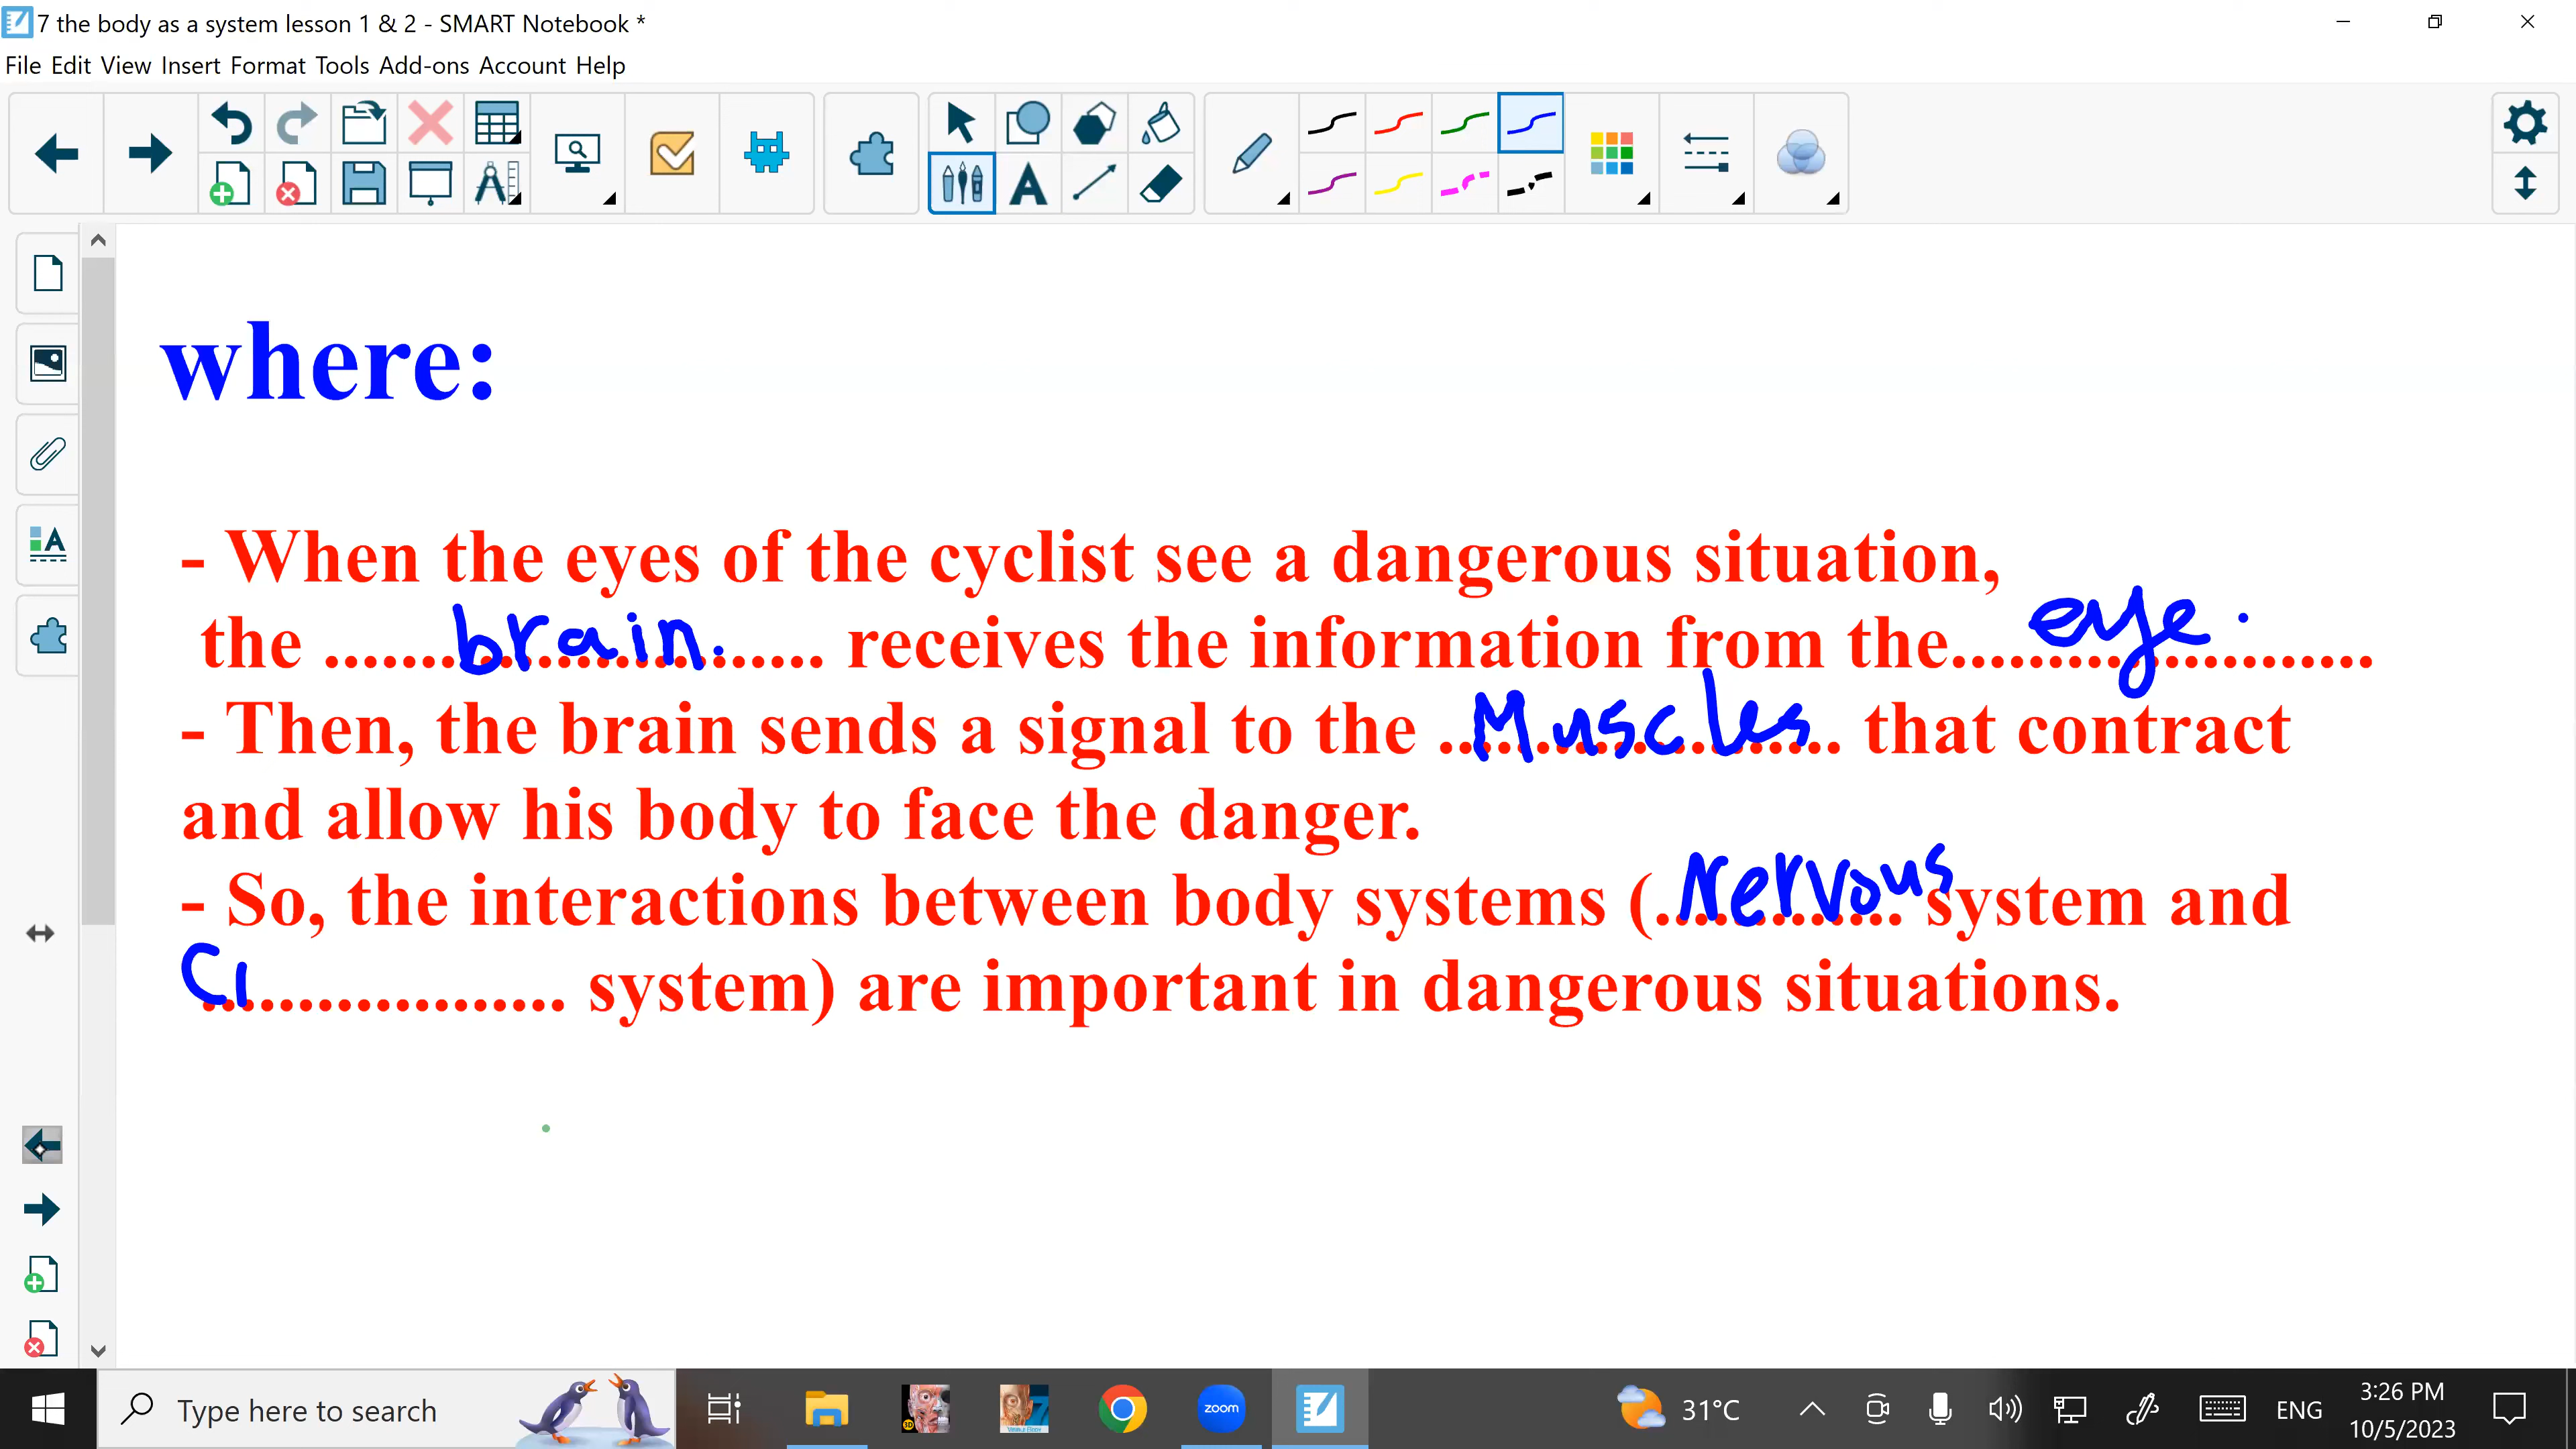 7 the body as a system lesson 1 & 2 - SMART Notebook *
File Edit View Insert Format Tools Add-ons Account Help
where:
- When the eyes of the cyclist see a dangerous situation,
the ........brain........ receives the information from the........eye........
- Then, the brain sends a signal to the ........Muscles........ that contract
and allow his body to face the danger.
- So, the interactions between body systems (........Nervous system and
Ci................ system) are important in dangerous situations.
Type here to search
zoom
31°C
ENG
3:26 PM
10/5/2023